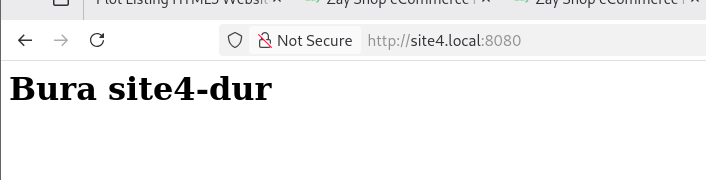 Plot Listing HTML5 Websit
Zay Shop eCommerce
Zay Shop eCommerce
Not Secure
http://site4.local:8080
Bura site4-dur